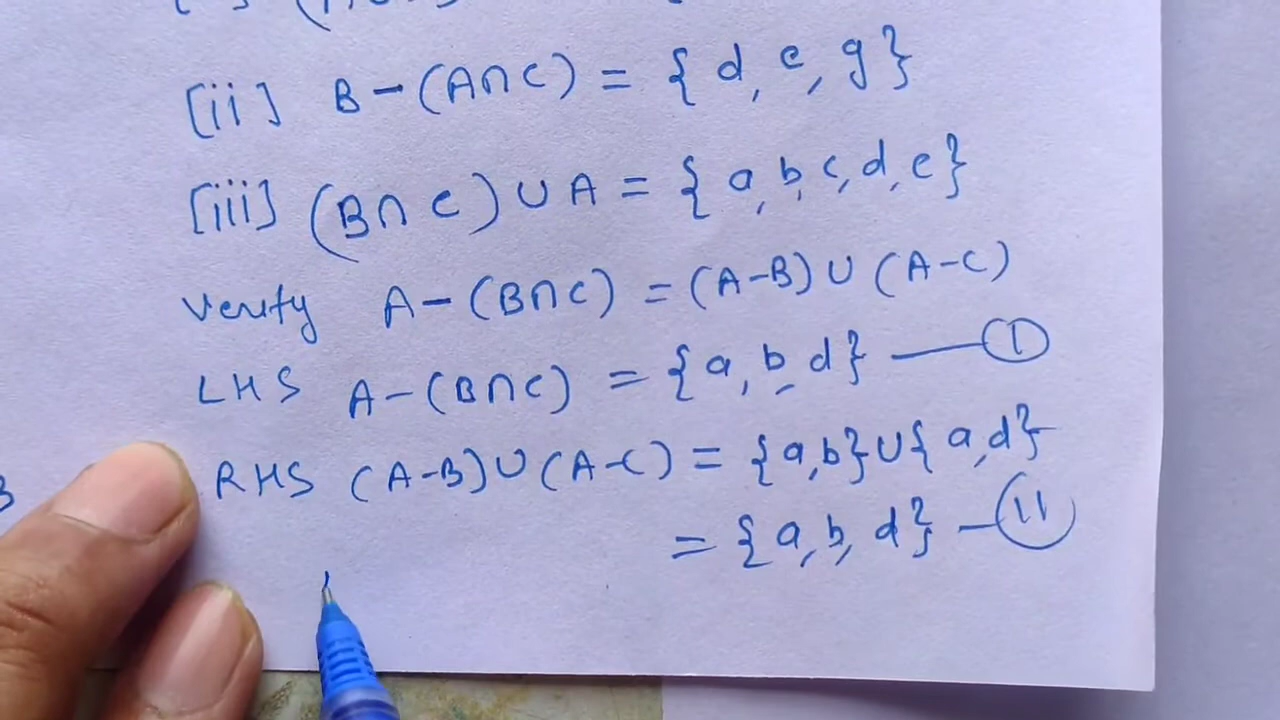 [ii] B-(A∩C) = {d, e, g}
[iii] (B∩C)∪A = {a, b, c, d, e}
Verify A-(B∩C) = (A-B)∪(A-C)
LHS A-(B∩C) = {a, b, d} — I
RHS (A-B)∪(A-C) = {a,b}∪{a,d}
= {a, b, d} — II